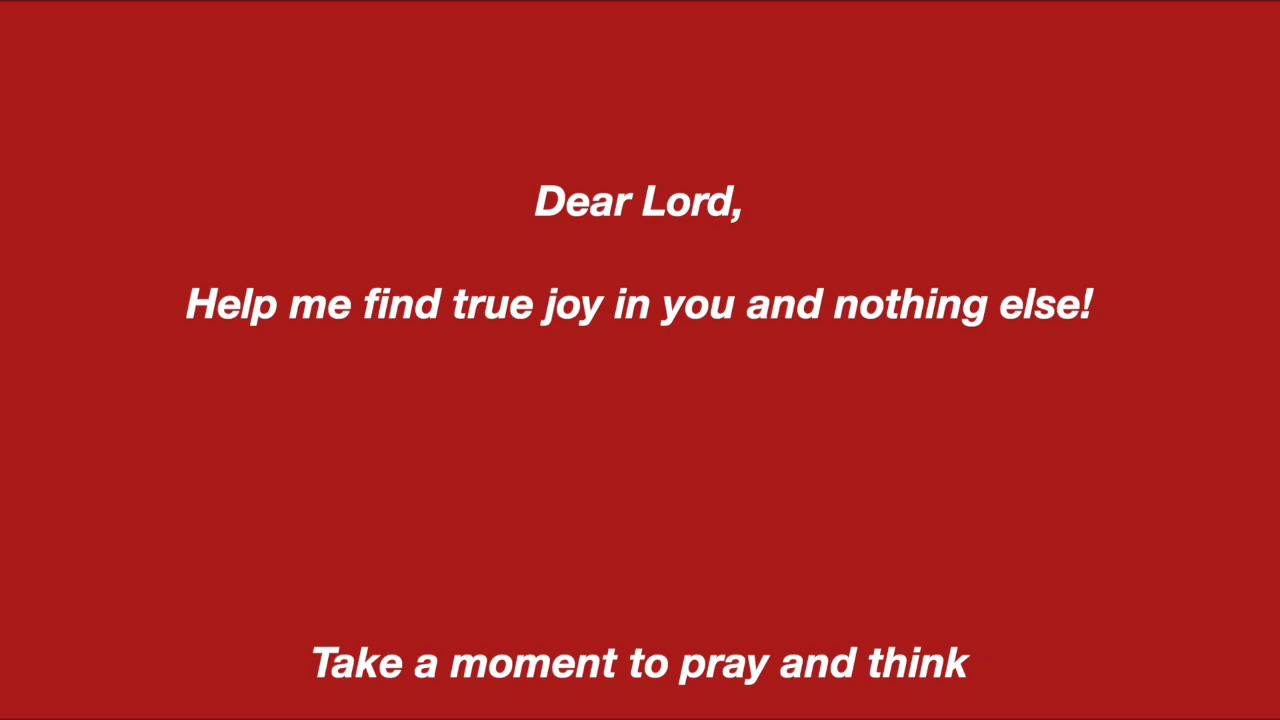 Dear Lord,
Help me find true joy in you and nothing else!
Take a moment to pray and think